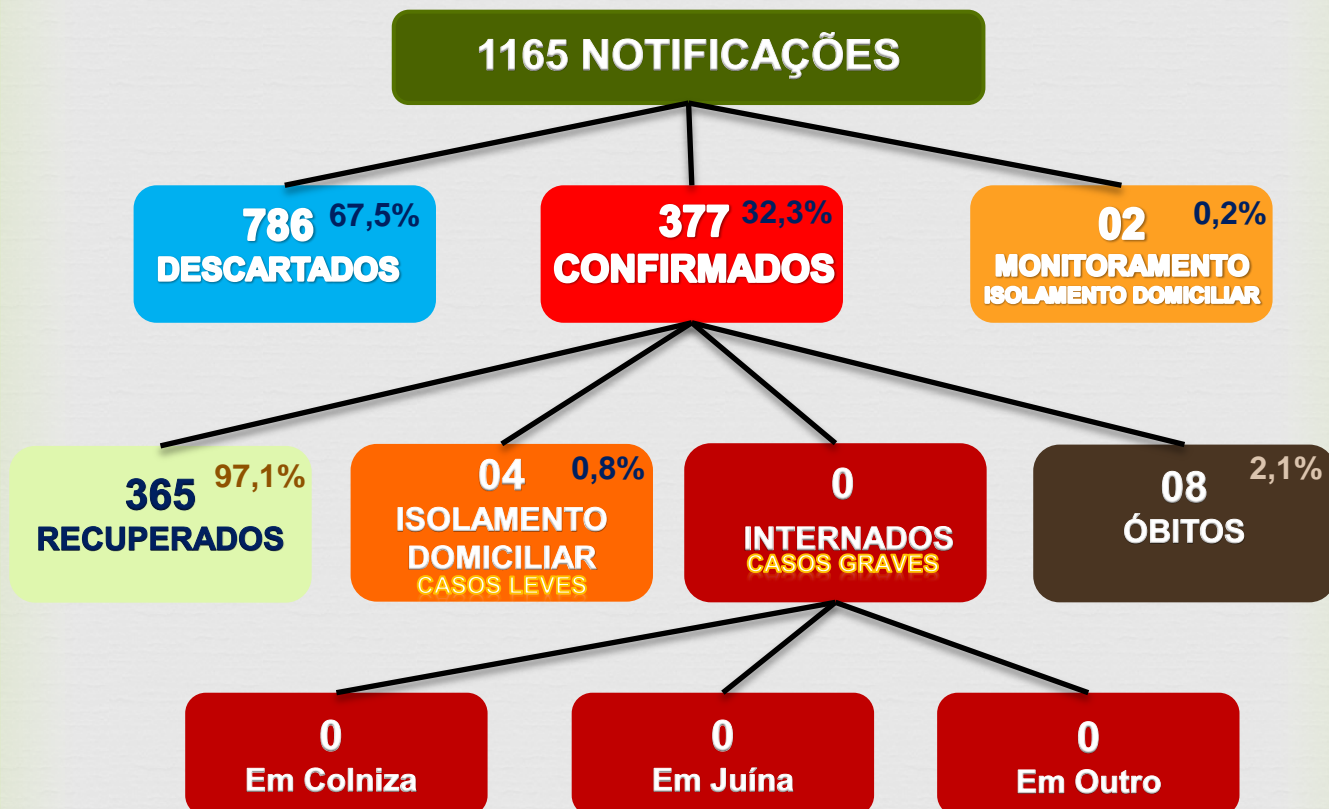 1165 NOTIFICAÇÕES
786 67,5%
DESCARTADOS
377 32,3%
CONFIRMADOS
02 0,2%
MONITORAMENTO
ISOLAMENTO DOMICILIAR
365 97,1%
RECUPERADOS
04 0,8%
ISOLAMENTO
DOMICILIAR
CASOS LEVES
0
INTERNADOS
CASOS GRAVES
08 2,1%
ÓBITOS
0
Em Colniza
0
Em Juína
0
Em Outro